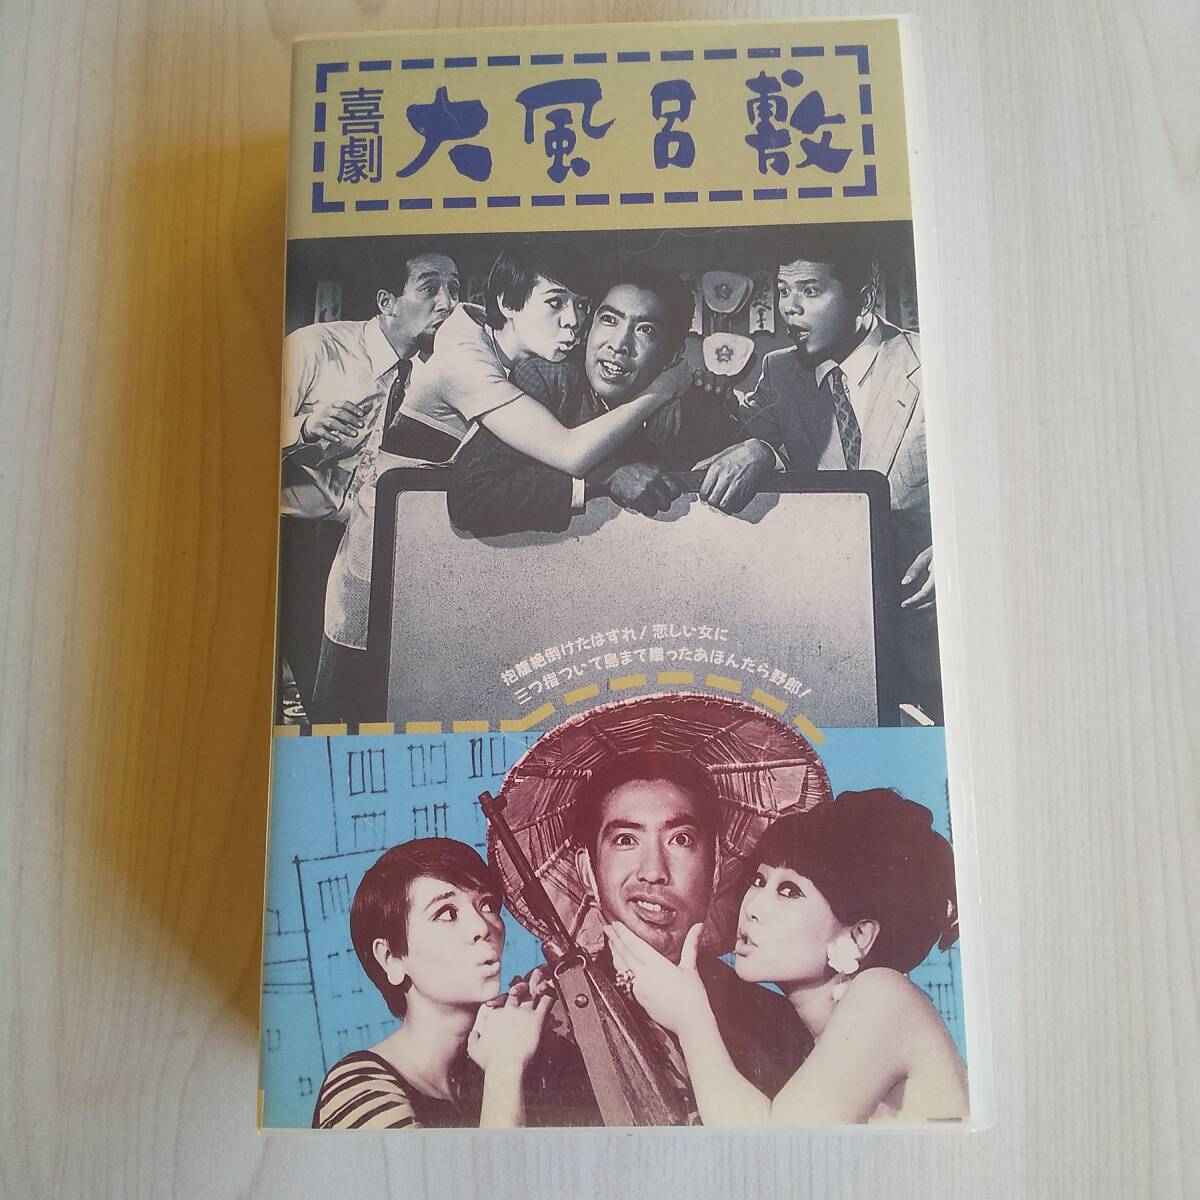 喜劇 大風呂敷
抱腹絶倒けたはずれ!恋しい女に
三つ指ついて島まで贈ったあほんだら野郎!